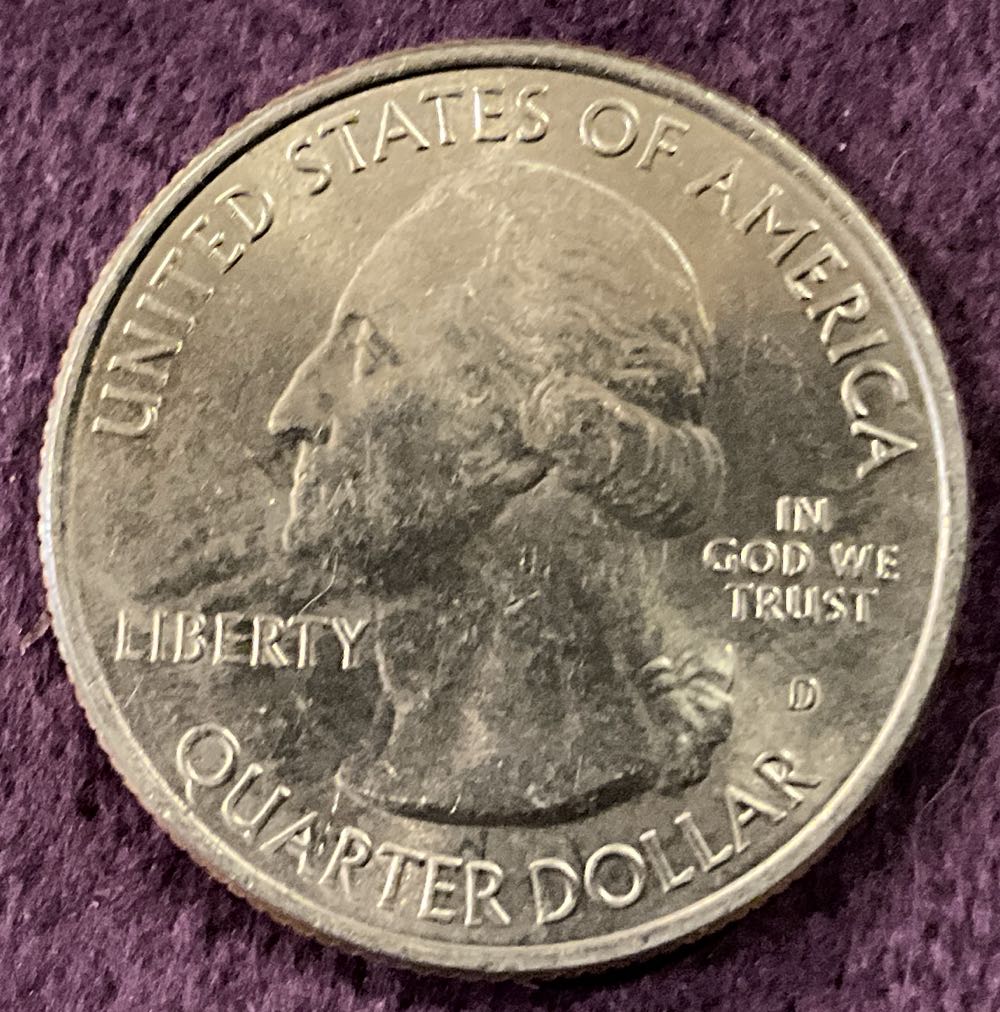 UNITED STATES OF AMERICA
IN
GOD WE
TRUST
LIBERTY
D
QUARTER DOLLAR